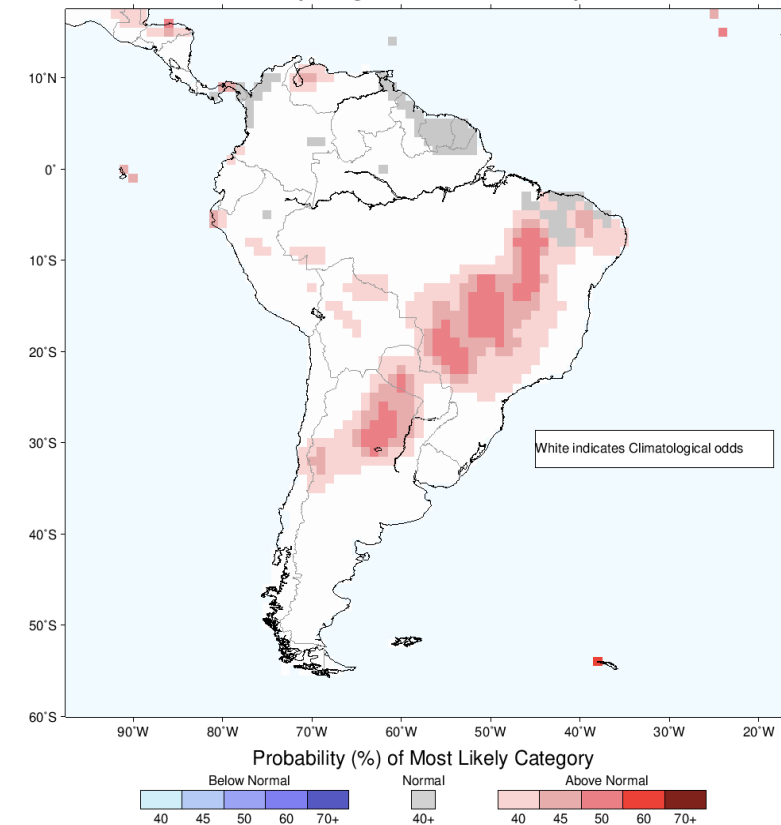 10°N
0°
10°S
20°S
30°S
White indicates Climatological odds
40°S
50°S
60°S
90°W 80°W 70°W 60°W 50°W 40°W 30°W 20°W
Probability (%) of Most Likely Category
Below Normal Normal Above Normal
40 45 50 60 70+ 40+ 40 45 50 60 70+